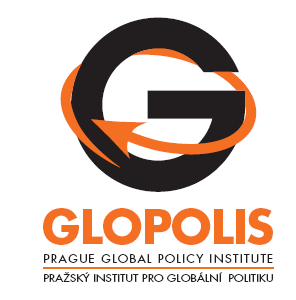 G
GLOPOLIS
PRAGUE GLOBAL POLICY INSTITUTE
PRAŽSKÝ INSTITUT PRO GLOBÁLNÍ POLITIKU